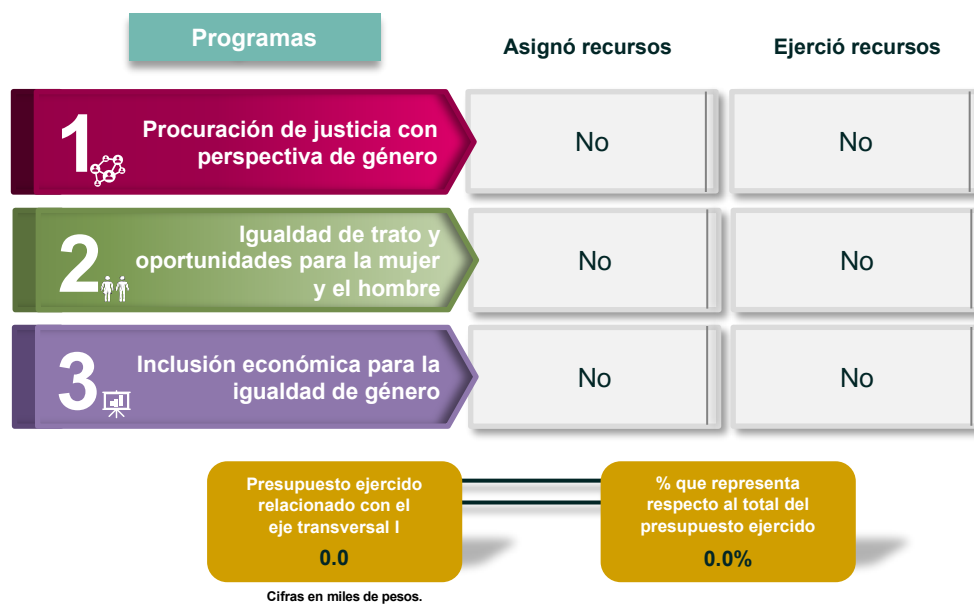 Programas
Asignó recursos
Ejerció recursos
1
Procuración de justicia con
perspectiva de género
No
No
2
Igualdad de trato y
oportunidades para la mujer
y el hombre
No
No
3
Inclusión económica para la
igualdad de género
No
No
Presupuesto ejercido
relacionado con el
eje transversal I
0.0
% que representa
respecto al total del
presupuesto ejercido
0.0%
Cifras en miles de pesos.